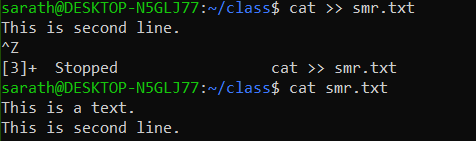 sarath@DESKTOP-N5GLJ77:~/class$ cat >> smr.txt
This is second line.
^Z
[3]+  Stopped                 cat >> smr.txt
sarath@DESKTOP-N5GLJ77:~/class$ cat smr.txt
This is a text.
This is second line.